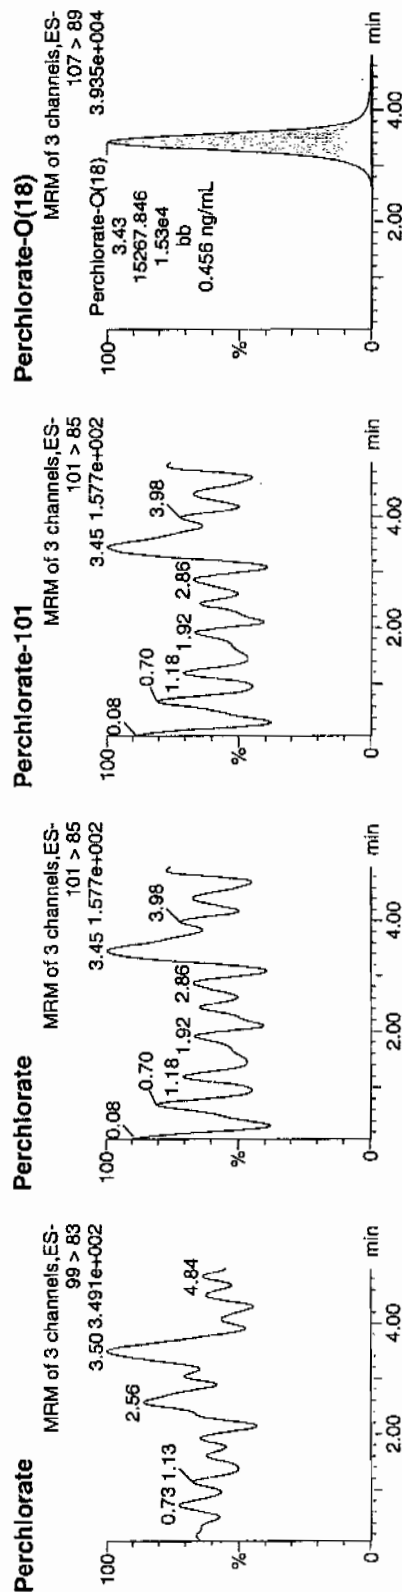 Perchlorate
MRM of 3 channels,ES-
99 > 83
3.50 3.491e+002
100
%
0
2.56
0.73 1.13
4.84
2.00
4.00
min
Perchlorate
MRM of 3 channels,ES-
101 > 85
3.45 1.577e+002
100
%
0
0.08
0.70
1.18
1.92
2.86
3.98
2.00
4.00
min
Perchlorate-101
MRM of 3 channels,ES-
101 > 85
3.45 1.577e+002
100
%
0
0.08
0.70
1.18
1.92
2.86
3.98
2.00
4.00
min
Perchlorate-O(18)
MRM of 3 channels,ES-
107 > 89
3.935e+004
100
%
0
Perchlorate-O(18)
3.43
15267.846
1.53e4
bb
0.456 ng/mL
2.00
4.00
min